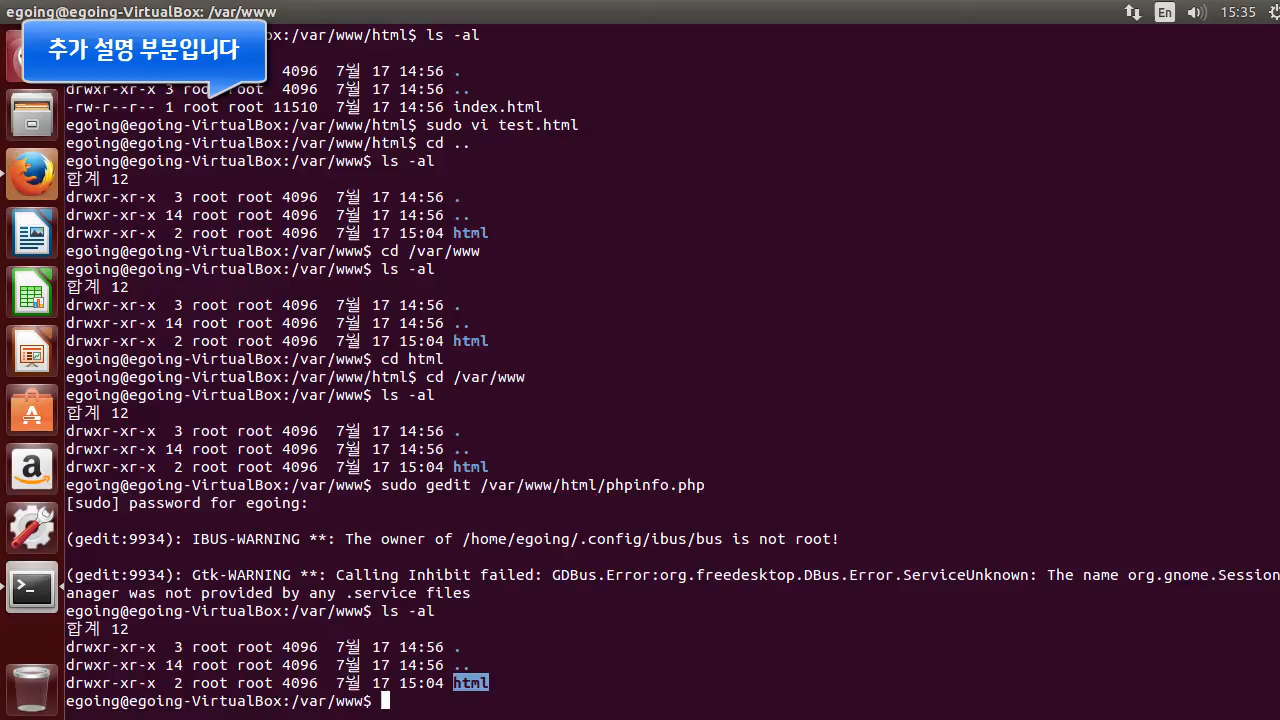 egoing@egoing-VirtualBox: /var/www
En
15:35
추가 설명 부분입니다
:/var/www/html$ ls -al
4096  7월 17 14:56 .
drwxr-xr-x 3 root root  4096  7월 17 14:56 ..
-rw-r--r-- 1 root root 11510  7월 17 14:56 index.html
egoing@egoing-VirtualBox:/var/www/html$ sudo vi test.html
egoing@egoing-VirtualBox:/var/www/html$ cd ..
egoing@egoing-VirtualBox:/var/www$ ls -al
합계 12
drwxr-xr-x  3 root root 4096  7월 17 14:56 .
drwxr-xr-x 14 root root 4096  7월 17 14:56 ..
drwxr-xr-x  2 root root 4096  7월 17 15:04 html
egoing@egoing-VirtualBox:/var/www$ cd /var/www
egoing@egoing-VirtualBox:/var/www$ ls -al
합계 12
drwxr-xr-x  3 root root 4096  7월 17 14:56 .
drwxr-xr-x 14 root root 4096  7월 17 14:56 ..
drwxr-xr-x  2 root root 4096  7월 17 15:04 html
egoing@egoing-VirtualBox:/var/www$ cd html
egoing@egoing-VirtualBox:/var/www/html$ cd /var/www
egoing@egoing-VirtualBox:/var/www$ ls -al
합계 12
drwxr-xr-x  3 root root 4096  7월 17 14:56 .
drwxr-xr-x 14 root root 4096  7월 17 14:56 ..
drwxr-xr-x  2 root root 4096  7월 17 15:04 html
egoing@egoing-VirtualBox:/var/www$ sudo gedit /var/www/html/phpinfo.php
[sudo] password for egoing:
(gedit:9934): IBUS-WARNING **: The owner of /home/egoing/.config/ibus/bus is not root!
(gedit:9934): Gtk-WARNING **: Calling Inhibit failed: GDBus.Error:org.freedesktop.DBus.Error.ServiceUnknown: The name org.gnome.Session
anager was not provided by any .service files
egoing@egoing-VirtualBox:/var/www$ ls -al
합계 12
drwxr-xr-x  3 root root 4096  7월 17 14:56 .
drwxr-xr-x 14 root root 4096  7월 17 14:56 ..
drwxr-xr-x  2 root root 4096  7월 17 15:04 html
egoing@egoing-VirtualBox:/var/www$